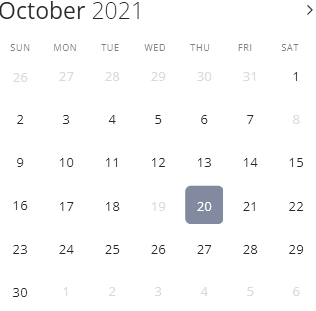 October 2021
SUN MON TUE WED THU FRI SAT
26 27 28 29 30 31 1
2 3 4 5 6 7 8
9 10 11 12 13 14 15
16 17 18 19 20 21 22
23 24 25 26 27 28 29
30 1 2 3 4 5 6